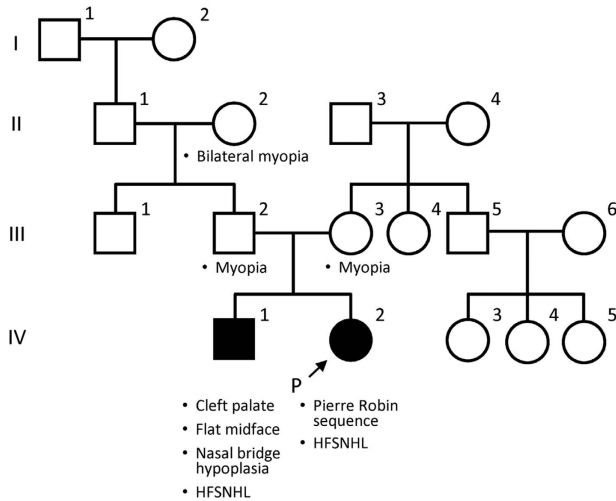 1
2
I
1
2
3
4
II
• Bilateral myopia
1
2
3
4
5
6
III
• Myopia
• Myopia
1
2
3
4
5
IV
P
• Cleft palate
• Flat midface
• Nasal bridge
hypoplasia
• HFSNHL
• Pierre Robin
sequence
• HFSNHL